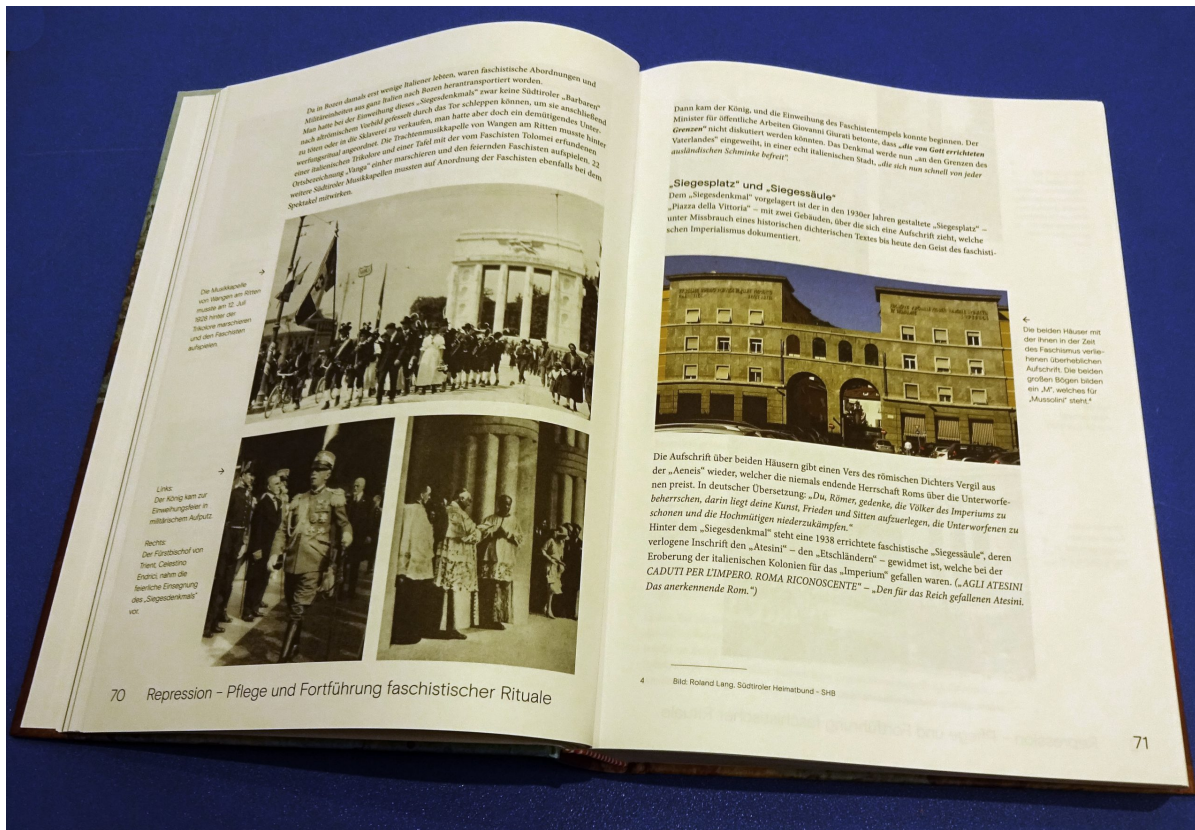 Da in Bozen damals erst wenige Italiener lebten, waren faschistische Abordnungen und
Militäreinheiten aus ganz Italien nach Bozen herantransportiert worden.
Man hatte bei der Einweihung dieses „Siegesdenkmals“ zwar keine Südtiroler „Barbaren“
nach altrömischem Vorbild gefesselt durch das Tor schleppen können, um sie anschließend
zu töten oder in die Sklaverei zu verkaufen, man hatte aber doch ein demütigendes Unter-
werfungsritual angeordnet. Die Trachtenmusikkapelle von Wangen am Ritten musste hinter
einer italienischen Trikolore und einer Tafel mit der vom Faschisten Tolomei erfundenen
Ortsbezeichnung „Vanga“ einher marschieren und den feiernden Faschisten aufspielen. 22
weitere Südtiroler Musikkapellen mussten auf Anordnung der Faschisten ebenfalls bei dem
Spektakel mitwirken.
Die Musikkapelle
von Wangen am Ritten
musste am 12. Juli
1928 hinter der
Trikolore marschieren
und den Faschisten
aufspielen.
Links:
Der König kam zur
Einweihungsfeier in
militärischem Aufputz.
Rechts:
Der Fürstbischof von
Trient, Celestino
Endrici, nahm die
feierliche Einsegnung
des „Siegesdenkmals“
vor.
70 Repression – Pflege und Fortführung faschistischer Rituale
Dann kam der König, und die Einweihung des Faschistentempels konnte beginnen. Der
Minister für öffentliche Arbeiten Giovanni Giurati betonte, dass „die von Gott errichteten
Grenzen“ nicht diskutiert werden könnten. Das Denkmal werde nun „an den Grenzen des
Vaterlandes“ eingeweiht, in einer echt italienischen Stadt, „die sich nun schnell von jeder
ausländischen Schminke befreit“.
„Siegesplatz“ und „Siegessäule“
Dem „Siegesdenkmal“ vorgelagert ist der in den 1930er Jahren gestaltete „Siegesplatz“ –
„Piazza della Vittoria“ – mit zwei Gebäuden, über die sich eine Aufschrift zieht, welche
unter Missbrauch eines historischen dichterischen Textes bis heute den Geist des faschisti-
schen Imperialismus dokumentiert.
Die beiden Häuser mit
der ihnen in der Zeit
des Faschismus verlie-
henen überheblichen
Aufschrift. Die beiden
großen Bögen bilden
ein „M“, welches für
„Mussolini“ steht.⁴
Die Aufschrift über beiden Häusern gibt einen Vers des römischen Dichters Vergil aus
der „Aeneis“ wieder, welcher die niemals endende Herrschaft Roms über die Unterworfe-
nen preist. In deutscher Übersetzung: „Du, Römer, gedenke, die Völker des Imperiums zu
beherrschen, darin liegt deine Kunst, Frieden und Sitten aufzuerlegen, die Unterworfenen zu
schonen und die Hochmütigen niederzukämpfen.“
Hinter dem „Siegesdenkmal“ steht eine 1938 errichtete faschistische „Siegessäule“, deren
verlogene Inschrift den „Atesini“ – den „Etschländern“ – gewidmet ist, welche bei der
Eroberung der italienischen Kolonien für das „Imperium“ gefallen waren. („AGLI ATESINI
CADUTI PER L’IMPERO. ROMA RICONOSCENTE“ – „Den für das Reich gefallenen Atesini.
Das anerkennende Rom.“)
4 Bild: Roland Lang, Südtiroler Heimatbund - SHB
71